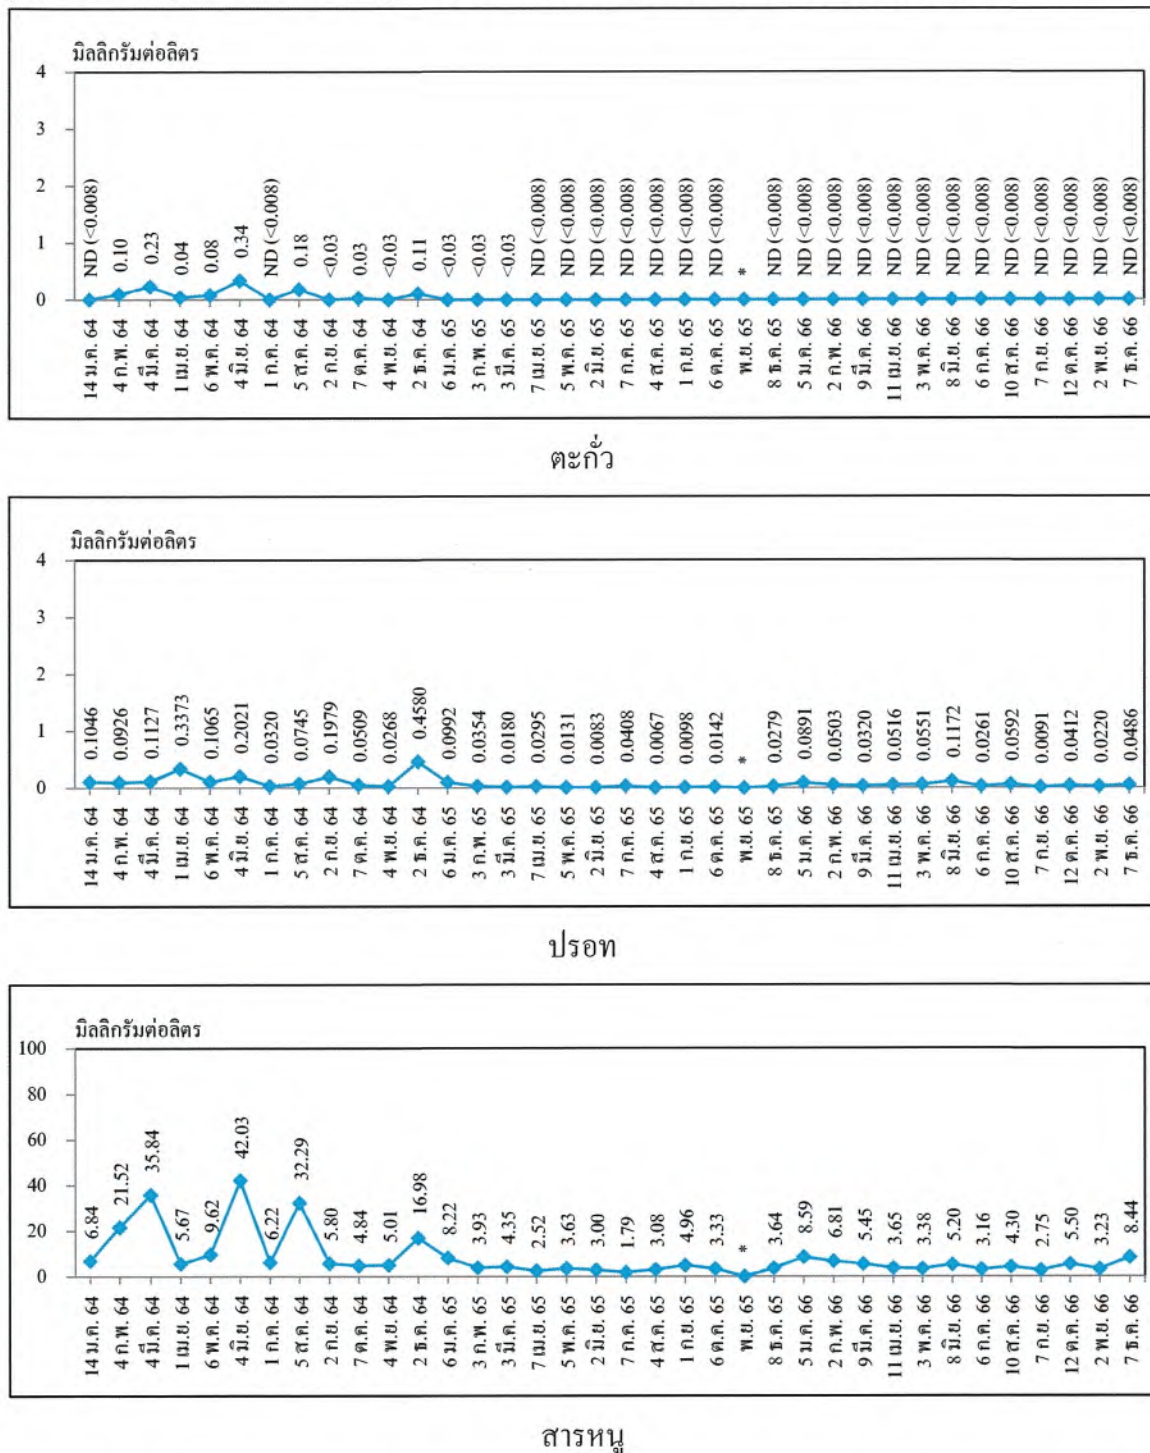 มิลลิกรัมต่อลิตร
4
3
2
1
0
ND (<0.008) 0.10 0.23 0.04 0.08 0.34 ND (<0.008) 0.18 <0.03 0.03 <0.03 0.11 <0.03 <0.03 <0.03 ND (<0.008) ND (<0.008) ND (<0.008) ND (<0.008) ND (<0.008) ND (<0.008) ND (<0.008) * ND (<0.008) ND (<0.008) ND (<0.008) ND (<0.008) ND (<0.008) ND (<0.008) ND (<0.008) ND (<0.008) ND (<0.008) ND (<0.008) ND (<0.008) ND (<0.008) ND (<0.008)
14 ม.ค. 64 4 ก.พ. 64 4 มี.ค. 64 1 เม.ย. 64 6 พ.ค. 64 4 มิ.ย. 64 1 ก.ค. 64 5 ส.ค. 64 2 ก.ย. 64 7 ต.ค. 64 4 พ.ย. 64 2 ธ.ค. 64 6 ม.ค. 65 3 ก.พ. 65 3 มี.ค. 65 7 เม.ย. 65 5 พ.ค. 65 2 มิ.ย. 65 7 ก.ค. 65 4 ส.ค. 65 1 ก.ย. 65 6 ต.ค. 65 พ.ย. 65 8 ธ.ค. 65 5 ม.ค. 66 2 ก.พ. 66 9 มี.ค. 66 11 เม.ย. 66 3 พ.ค. 66 8 มิ.ย. 66 6 ก.ค. 66 10 ส.ค. 66 7 ก.ย. 66 12 ต.ค. 66 2 พ.ย. 66 7 ธ.ค. 66
ตะกั่ว
มิลลิกรัมต่อลิตร
4
3
2
1
0
0.1046 0.0926 0.1127 0.3373 0.1065 0.2021 0.0320 0.0745 0.1979 0.0509 0.0268 0.4580 0.0992 0.0354 0.0180 0.0295 0.0131 0.0083 0.0408 0.0067 0.0098 0.0142 * 0.0279 0.0891 0.0503 0.0320 0.0516 0.0551 0.1172 0.0261 0.0592 0.0091 0.0412 0.0220 0.0486
14 ม.ค. 64 4 ก.พ. 64 4 มี.ค. 64 1 เม.ย. 64 6 พ.ค. 64 4 มิ.ย. 64 1 ก.ค. 64 5 ส.ค. 64 2 ก.ย. 64 7 ต.ค. 64 4 พ.ย. 64 2 ธ.ค. 64 6 ม.ค. 65 3 ก.พ. 65 3 มี.ค. 65 7 เม.ย. 65 5 พ.ค. 65 2 มิ.ย. 65 7 ก.ค. 65 4 ส.ค. 65 1 ก.ย. 65 6 ต.ค. 65 พ.ย. 65 8 ธ.ค. 65 5 ม.ค. 66 2 ก.พ. 66 9 มี.ค. 66 11 เม.ย. 66 3 พ.ค. 66 8 มิ.ย. 66 6 ก.ค. 66 10 ส.ค. 66 7 ก.ย. 66 12 ต.ค. 66 2 พ.ย. 66 7 ธ.ค. 66
ปรอท
มิลลิกรัมต่อลิตร
100
80
60
40
20
0
6.84 21.52 35.84 5.67 9.62 42.03 6.22 32.29 5.80 4.84 5.01 16.98 8.22 3.93 4.35 2.52 3.63 3.00 1.79 3.08 4.96 3.33 * 3.64 8.59 6.81 5.45 3.65 3.38 5.20 3.16 4.30 2.75 5.50 3.23 8.44
14 ม.ค. 64 4 ก.พ. 64 4 มี.ค. 64 1 เม.ย. 64 6 พ.ค. 64 4 มิ.ย. 64 1 ก.ค. 64 5 ส.ค. 64 2 ก.ย. 64 7 ต.ค. 64 4 พ.ย. 64 2 ธ.ค. 64 6 ม.ค. 65 3 ก.พ. 65 3 มี.ค. 65 7 เม.ย. 65 5 พ.ค. 65 2 มิ.ย. 65 7 ก.ค. 65 4 ส.ค. 65 1 ก.ย. 65 6 ต.ค. 65 พ.ย. 65 8 ธ.ค. 65 5 ม.ค. 66 2 ก.พ. 66 9 มี.ค. 66 11 เม.ย. 66 3 พ.ค. 66 8 มิ.ย. 66 6 ก.ค. 66 10 ส.ค. 66 7 ก.ย. 66 12 ต.ค. 66 2 พ.ย. 66 7 ธ.ค. 66
สารหนู